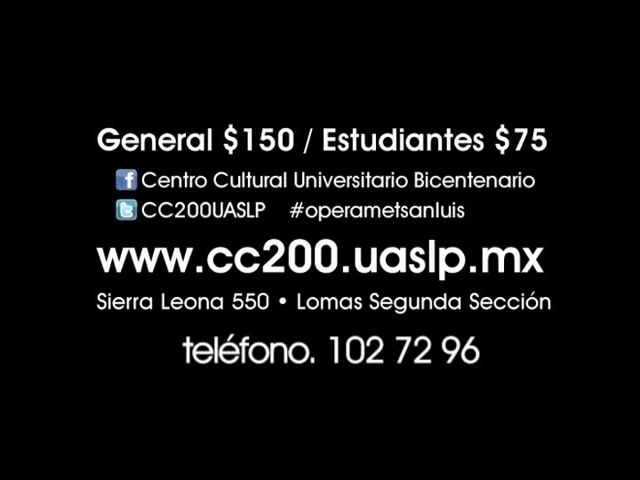 General $150 / Estudiantes $75
Centro Cultural Universitario Bicentenario
CC200UASLP #operametsanluis
www.cc200.uaslp.mx
Sierra Leona 550 • Lomas Segunda Sección
teléfono. 102 72 96